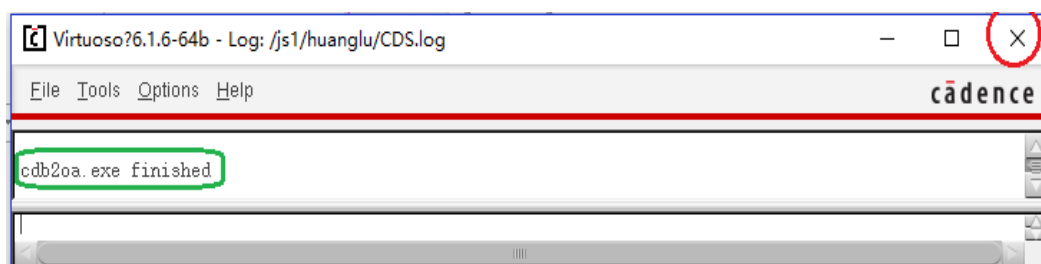 Virtuoso?6.1.6-64b - Log: /js1/huanglu/CDS.log
File Tools Options Help
cādence
cdb2oa.exe finished